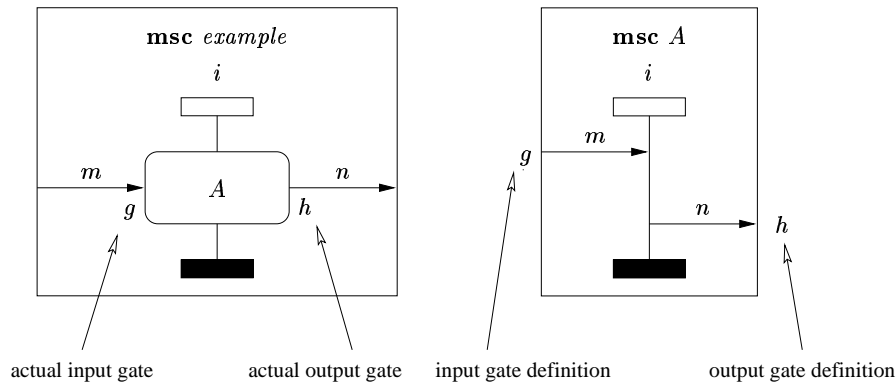 msc example
i
m
A
n
g
h
msc A
i
m
g
n
h
actual input gate
actual output gate
input gate definition
output gate definition